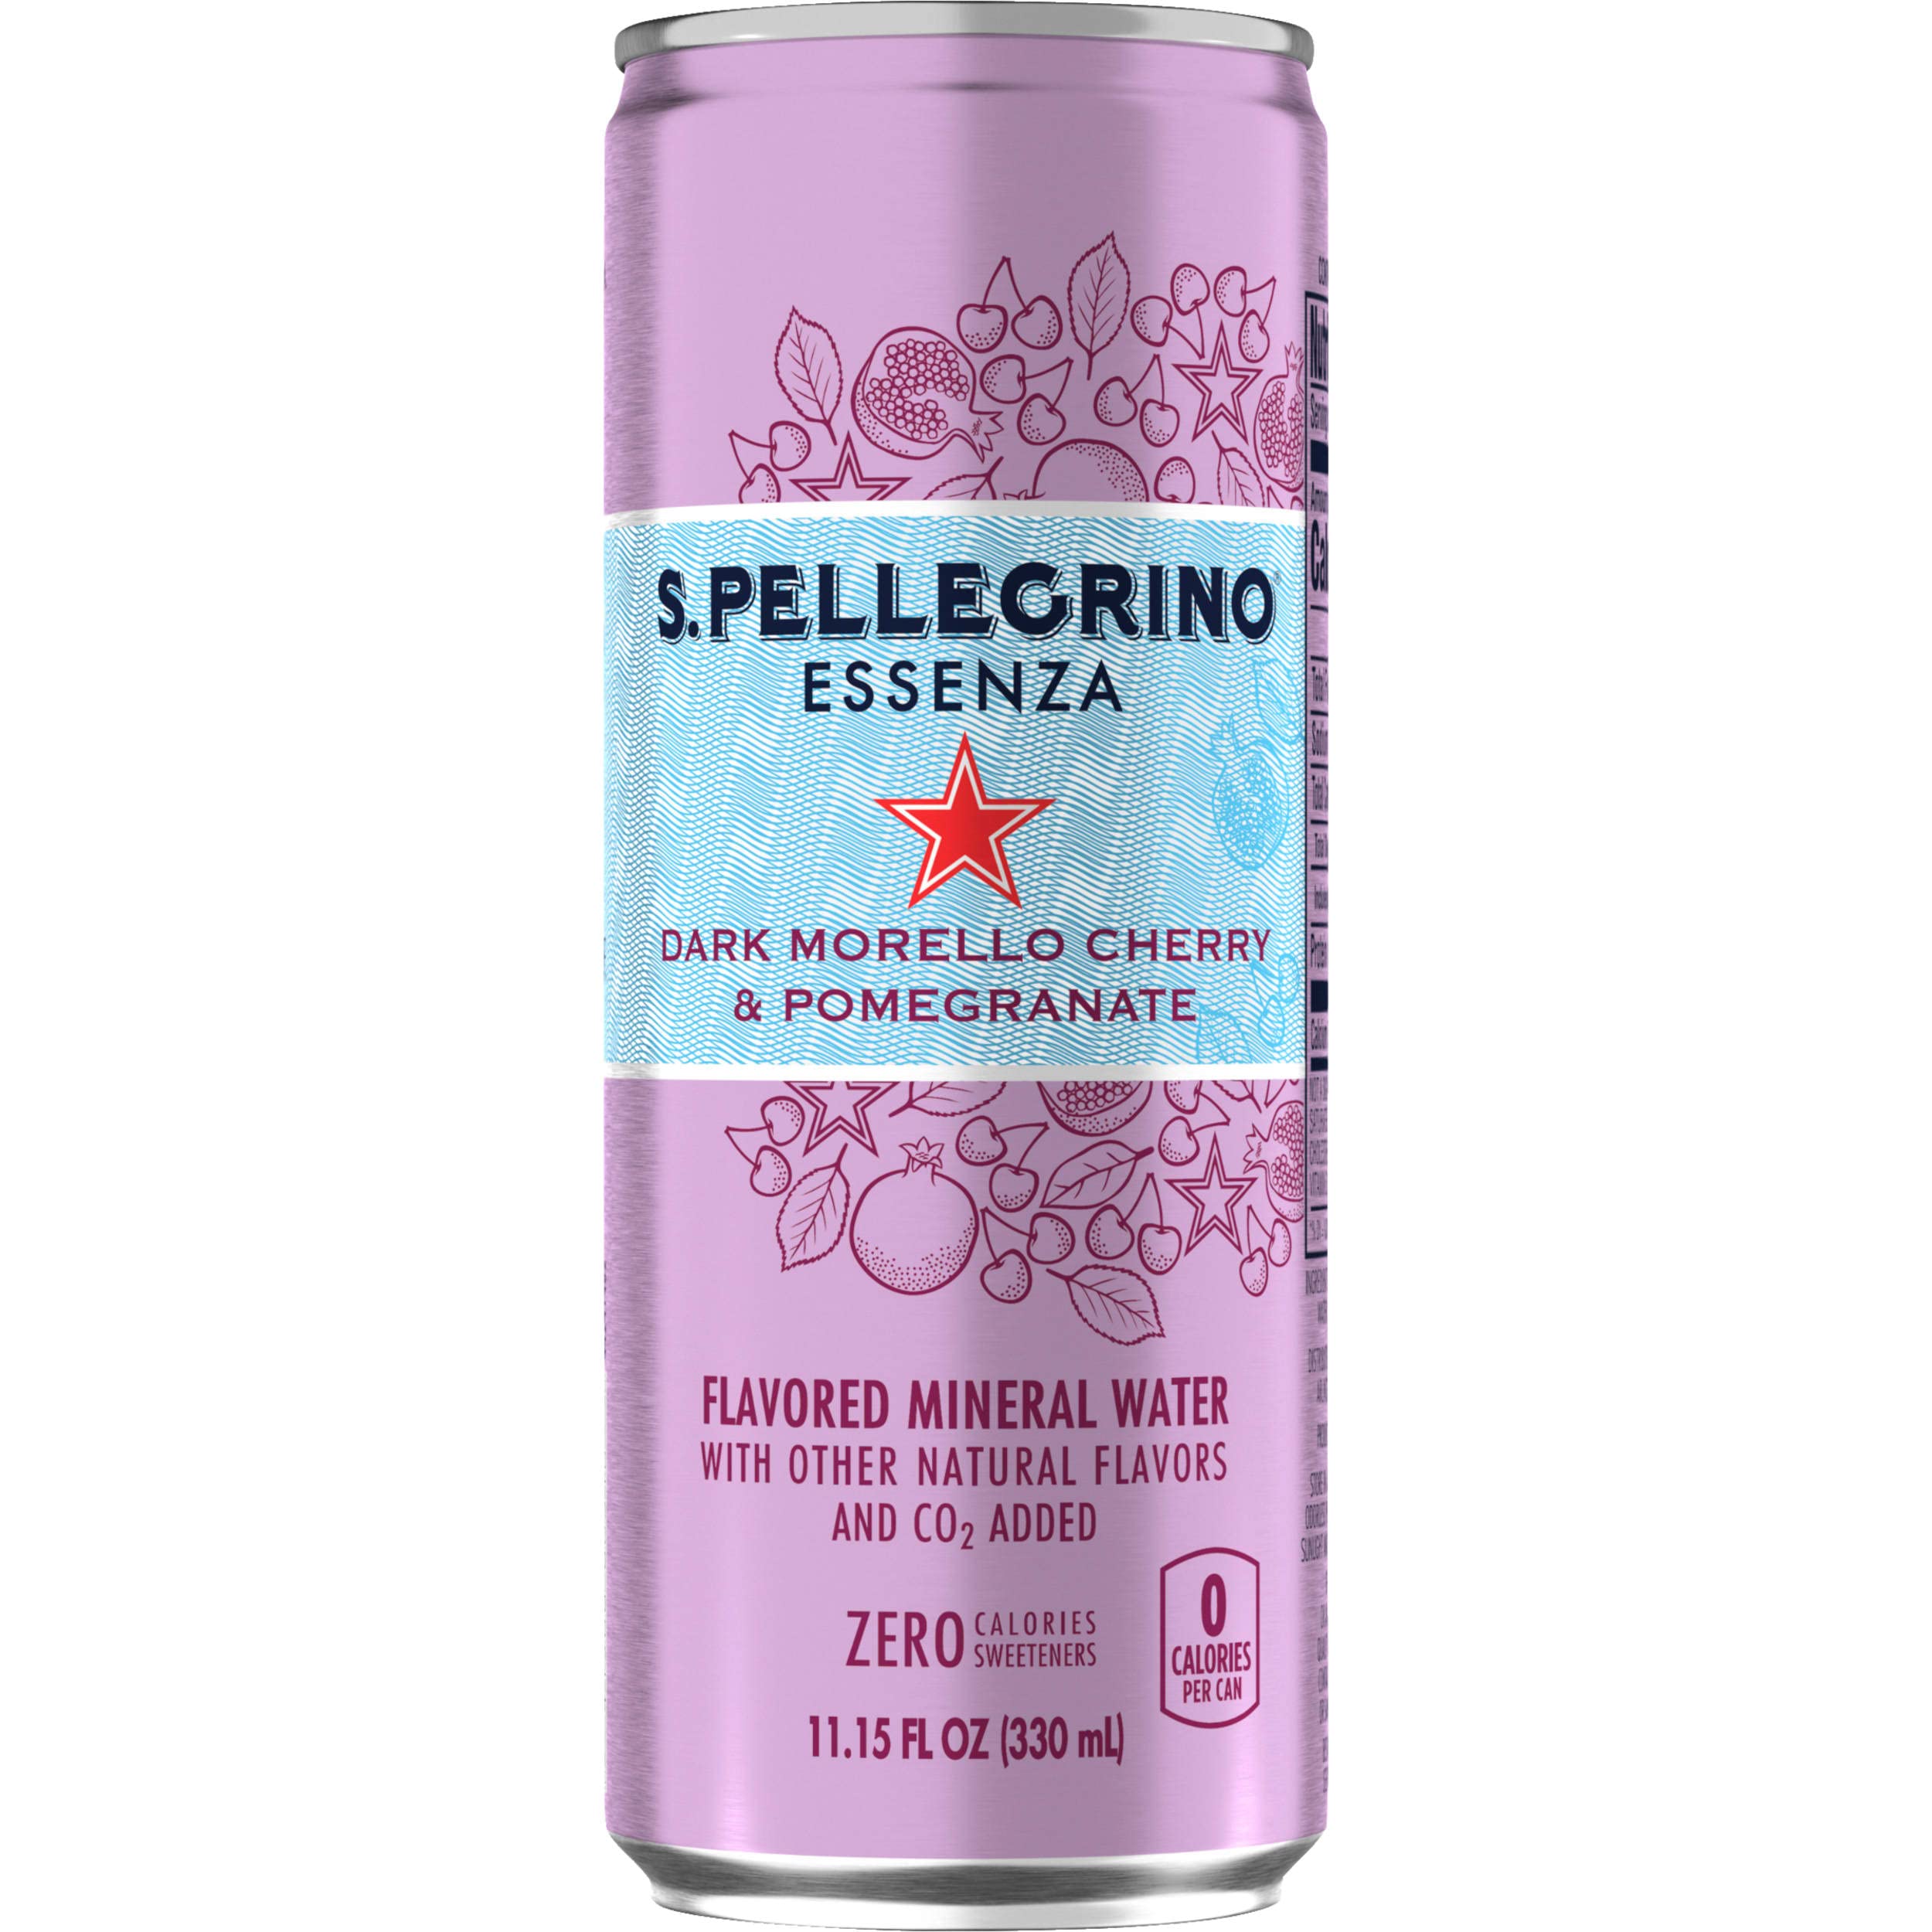 S.PELLEGRINO
ESSENZA
DARK MORELLO CHERRY
& POMEGRANATE
FLAVORED MINERAL WATER
WITH OTHER NATURAL FLAVORS
AND CO₂ ADDED
ZERO CALORIES
SWEETENERS
0
CALORIES
PER CAN
11.15 FL OZ (330 mL)